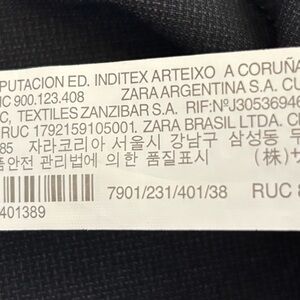 PUTACION ED. INDITEX ARTEIXO A CORUÑA
IC 900.123.408 ZARA ARGENTINA S.A. CU
C, TEXTILES ZANZIBAR S.A. RIF:NºJ3053694
RUC 1792159105001. ZARA BRASIL LTDA. C
85 자라코리아 서울시 강남구 삼성동
품안전 관리법에 의한 품질표시 (株)
7901/231/401/38 RUC 8
401389